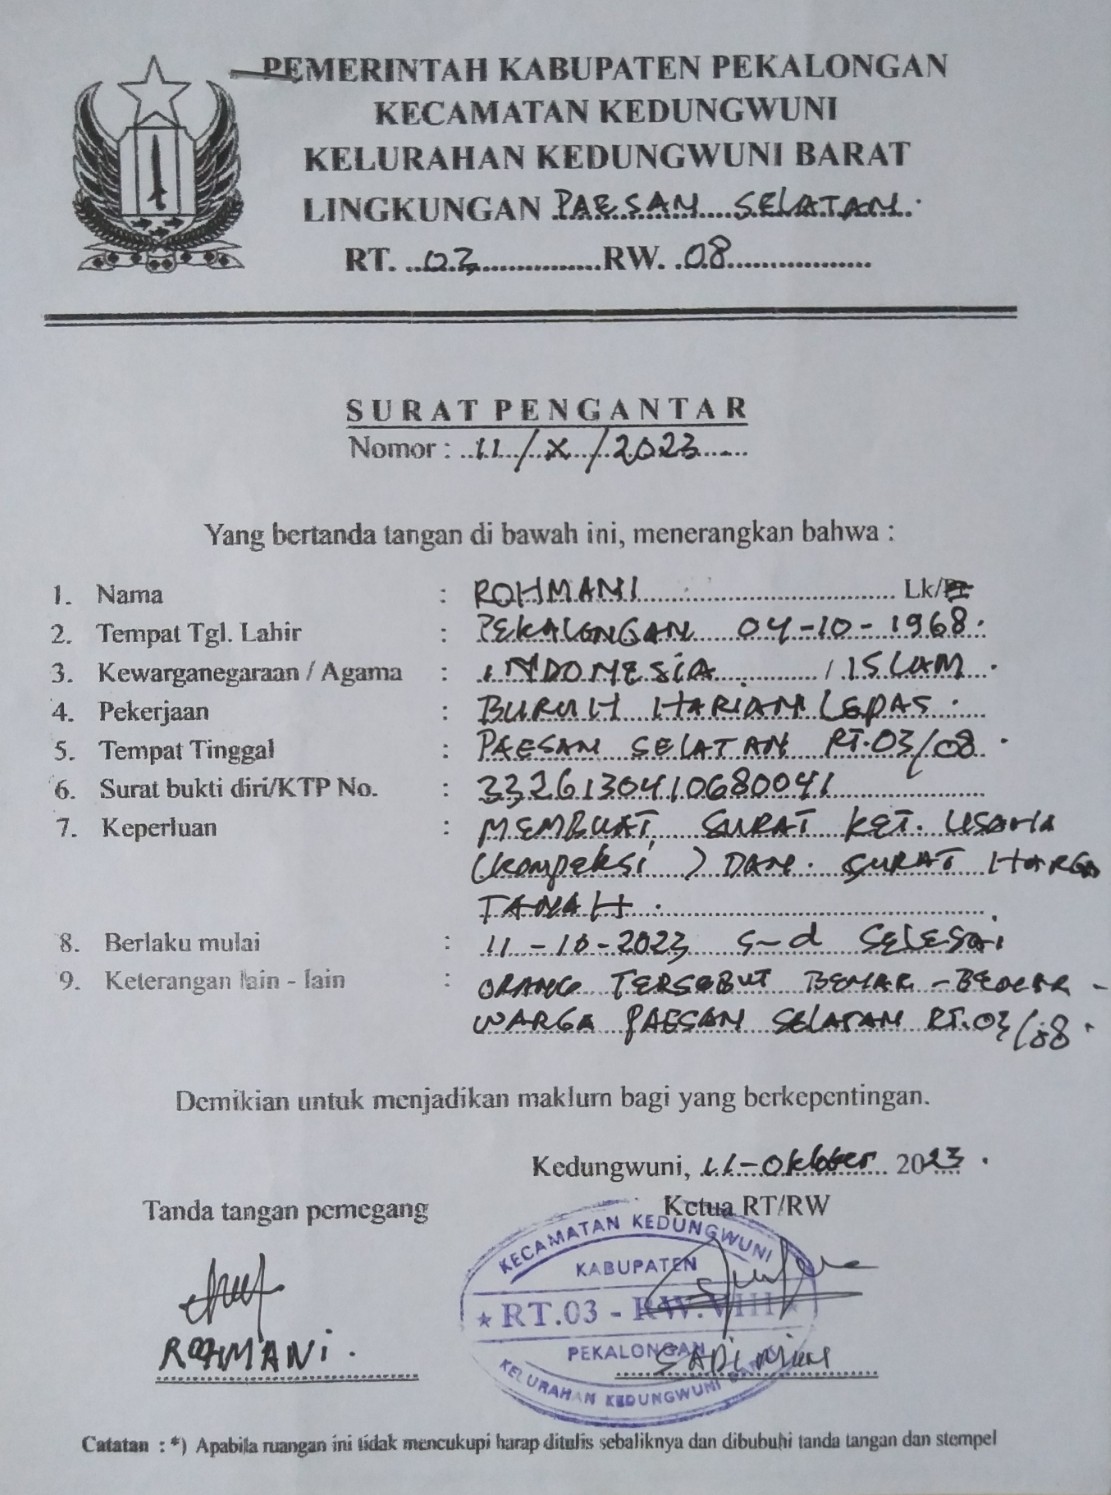 PEMERINTAH KABUPATEN PEKALONGAN
KECAMATAN KEDUNGWUNI
KELURAHAN KEDUNGWUNI BARAT
LINGKUNGAN PAESAN SELATAN.
RT. 03 RW. 08
SURAT PENGANTAR
Nomor : 11/X/2023
Yang bertanda tangan di bawah ini, menerangkan bahwa :
1. Nama : ROHMANI Lk/Pr
2. Tempat Tgl. Lahir : PEKALONGAN 04-10-1968.
3. Kewarganegaraan / Agama : INDONESIA / ISLAM.
4. Pekerjaan : BURUH HARIAN LEPAS.
5. Tempat Tinggal : PAESAN SELATAN RT.03/08.
6. Surat bukti diri/KTP No. : 3326130410680041
7. Keperluan : MEMBUAT SURAT KET. USAHA
(kompeksi) DAN SURAT HARGA
TANAH.
8. Berlaku mulai : 11-10-2023 s-d SELESAI
9. Keterangan lain - lain : ORANG TERSEBUT BENAR-BENAR-
WARGA PAESAN SELATAN RT.03/08.
Demikian untuk menjadikan maklum bagi yang berkepentingan.
Kedungwuni, 11-Oktober 2023.
Tanda tangan pemegang Ketua RT/RW
KECAMATAN KEDUNGWUNI
KABUPATEN
RT.03 - RW.VIII
PEKALONGAN
KELURAHAN KEDUNGWUNI BARAT
ROHMANI.
Catatan : *) Apabila ruangan ini tidak mencukupi harap ditulis sebaliknya dan dibubuhi tanda tangan dan stempel